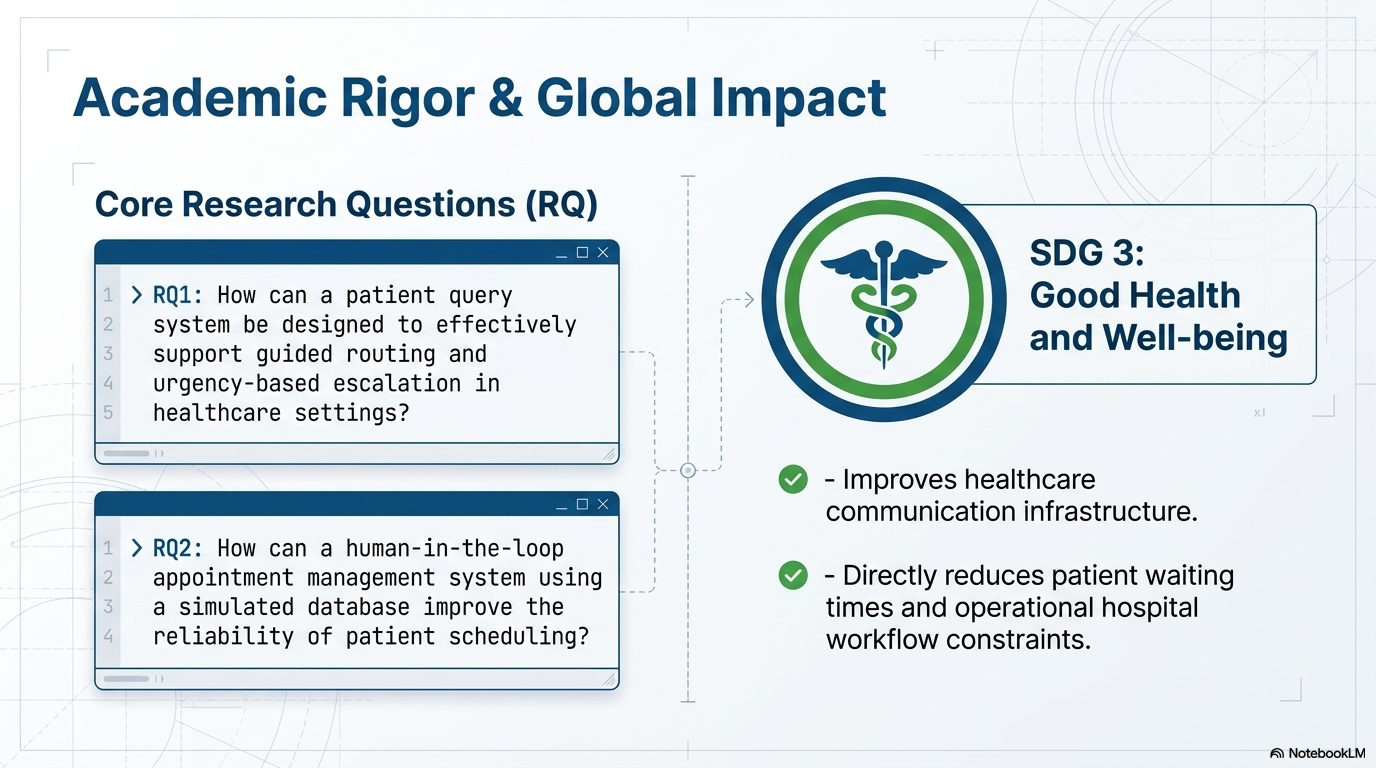 Academic Rigor & Global Impact
Core Research Questions (RQ)
1 RQ1: How can a patient query
2 system be designed to effectively
3 support guided routing and
4 urgency-based escalation in
5 healthcare settings?
1 RQ2: How can a human-in-the-loop
2 appointment management system using
3 a simulated database improve the
4 reliability of patient scheduling?
SDG 3:
Good Health
and Well-being
xI
- Improves healthcare
communication infrastructure.
- Directly reduces patient waiting
times and operational hospital
workflow constraints.
NotebookLM